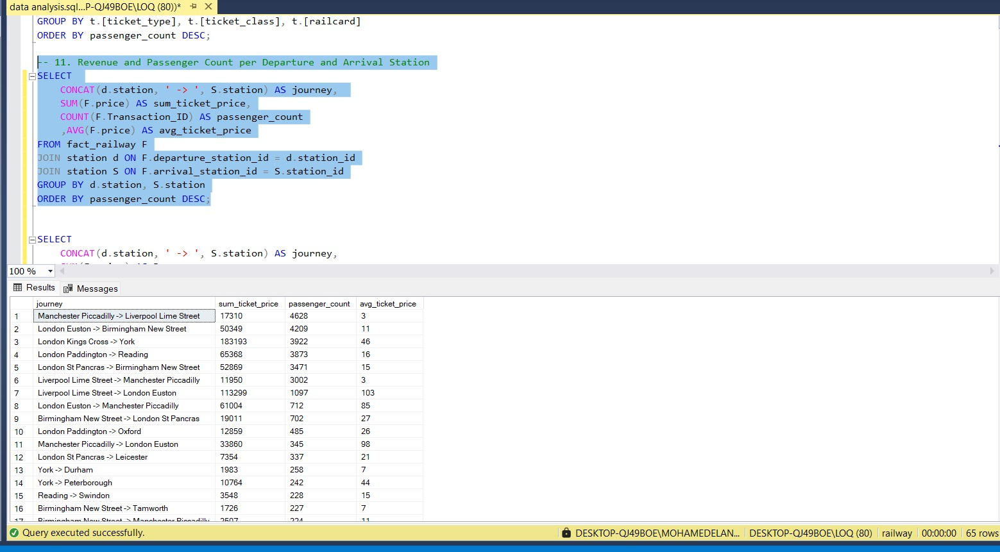 data analysis.sql...P-QJ49BOE\LOQ (80))*
GROUP BY t.[ticket_type], t.[ticket_class], t.[railcard]
ORDER BY passenger_count DESC;
-- 11. Revenue and Passenger Count per Departure and Arrival Station
SELECT
CONCAT(d.station, ' -> ', S.station) AS journey,
SUM(F.price) AS sum_ticket_price,
COUNT(F.Transaction_ID) AS passenger_count
,AVG(F.price) AS avg_ticket_price
FROM fact_railway F
JOIN station d ON F.departure_station_id = d.station_id
JOIN station S ON F.arrival_station_id = S.station_id
GROUP BY d.station, S.station
ORDER BY passenger_count DESC;
SELECT
CONCAT(d.station, ' -> ', S.station) AS journey,
100 %
Results Messages
journey sum_ticket_price passenger_count avg_ticket_price
1 Manchester Piccadilly -> Liverpool Lime Street 17310 4628 3
2 London Euston -> Birmingham New Street 50349 4209 11
3 London Kings Cross -> York 183193 3922 46
4 London Paddington -> Reading 65368 3873 16
5 London St Pancras -> Birmingham New Street 52869 3471 15
6 Liverpool Lime Street -> Manchester Piccadilly 11950 3002 3
7 Liverpool Lime Street -> London Euston 113299 1097 103
8 London Euston -> Manchester Piccadilly 61004 712 85
9 Birmingham New Street -> London St Pancras 19011 702 27
10 London Paddington -> Oxford 12859 485 26
11 Manchester Piccadilly -> London Euston 33860 345 98
12 London St Pancras -> Leicester 7354 337 21
13 York -> Durham 1983 258 7
14 York -> Peterborough 10764 242 44
15 Reading -> Swindon 3548 228 15
16 Birmingham New Street -> Tamworth 1726 227 7
17 Birmingham New Street -> Manchester Piccadilly 2507 224 11
Query executed successfully. DESKTOP-QJ49BOE\MOHAMEDELAN... DESKTOP-QJ49BOE\LOQ (80) railway 00:00:00 65 rows